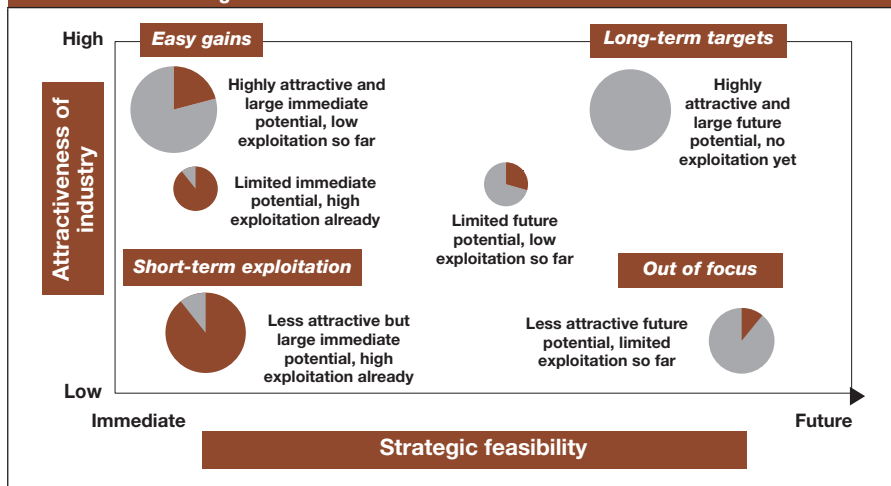 High
Easy gains
Long-term targets
Highly attractive and
large immediate
potential, low
exploitation so far
Highly
attractive and
large future
potential, no
exploitation yet
Attractiveness of
industry
Limited immediate
potential, high
exploitation already
Limited future
potential, low
exploitation so far
Short-term exploitation
Out of focus
Less attractive but
large immediate
potential, high
exploitation already
Less attractive future
potential, limited
exploitation so far
Low
Immediate
Future
Strategic feasibility